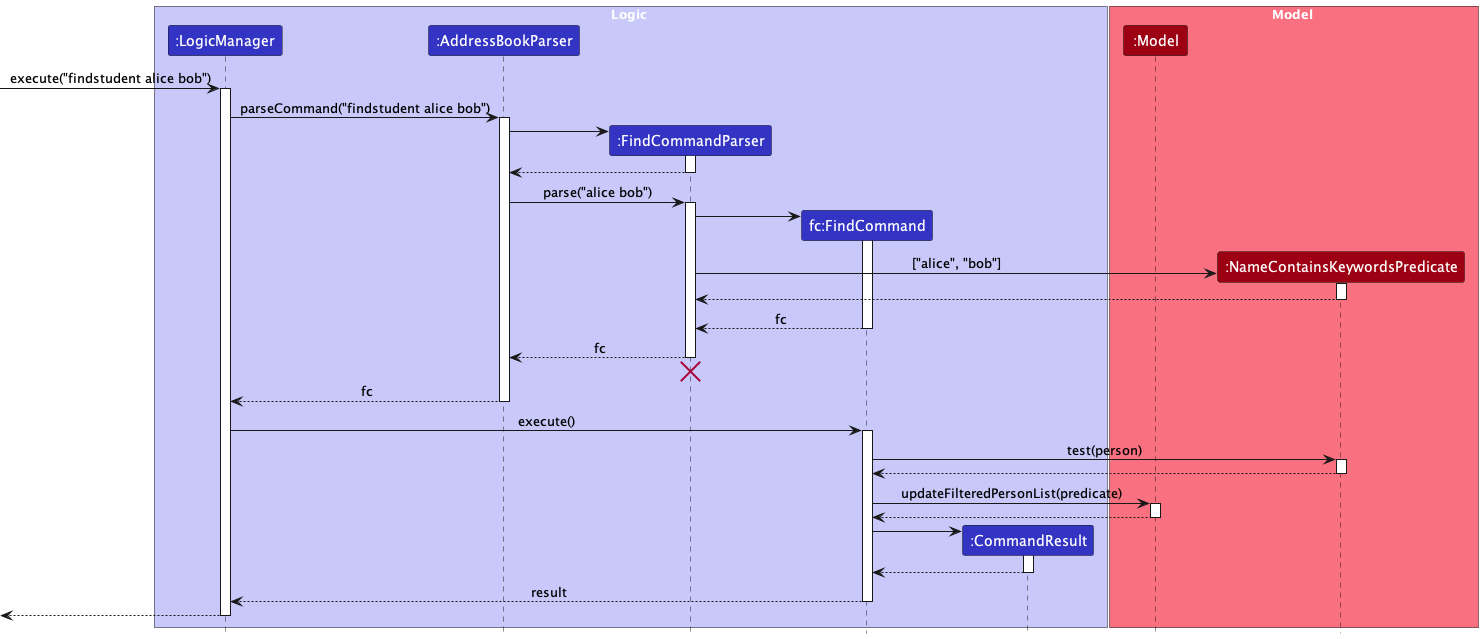 Logic
Model
:LogicManager
:AddressBookParser
:Model
execute("findstudent alice bob")
parseCommand("findstudent alice bob")
:FindCommandParser
parse("alice bob")
fc:FindCommand
["alice", "bob"]
:NameContainsKeywordsPredicate
fc
fc
fc
execute()
test(person)
updateFilteredPersonList(predicate)
:CommandResult
result